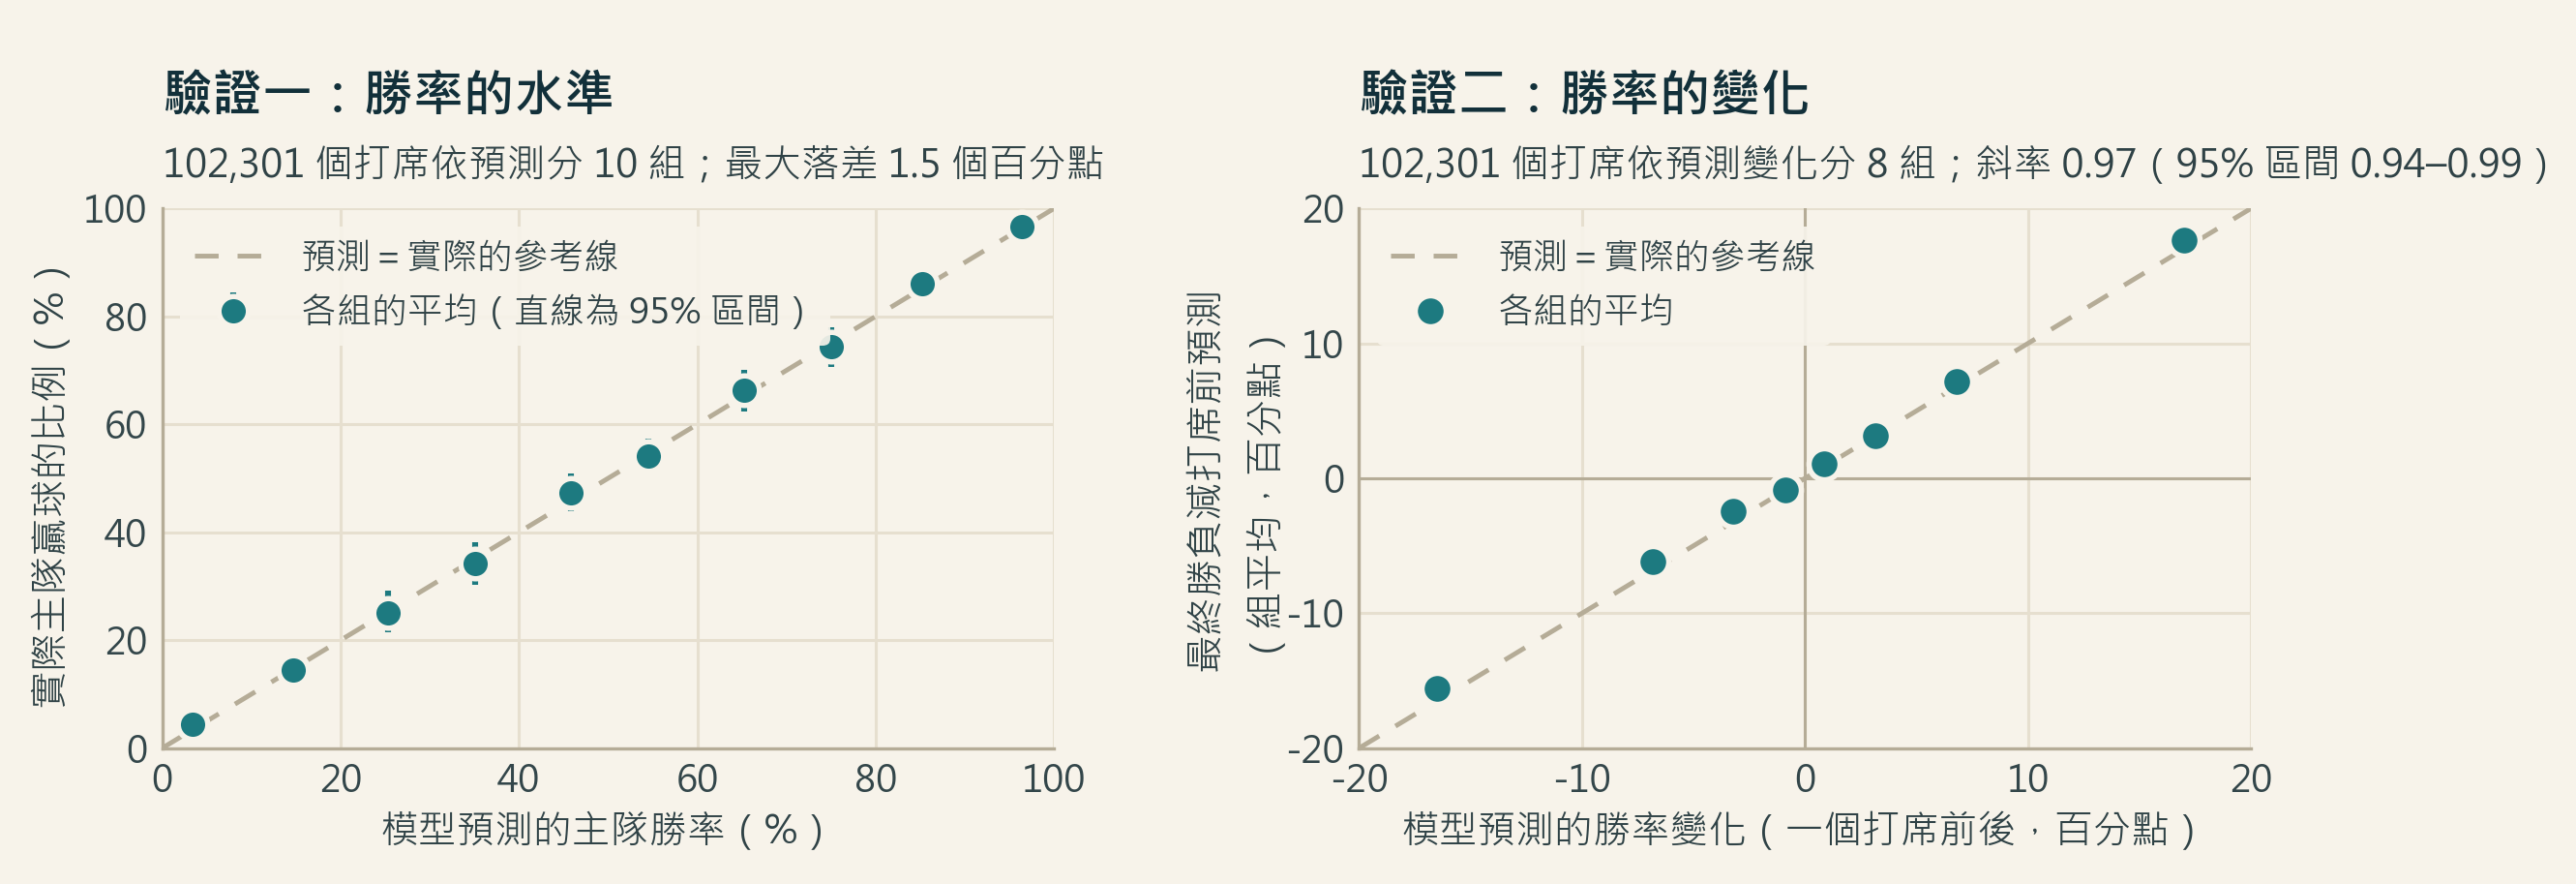 驗證一：勝率的水準
102,301 個打席依預測分 10 組；最大落差 1.5 個百分點
實際主隊贏球的比例（%）
100
80
60
40
20
0
預測 = 實際的參考線
各組的平均（直線為 95% 區間）
0 20 40 60 80 100
模型預測的主隊勝率（%）
驗證二：勝率的變化
102,301 個打席依預測變化分 8 組；斜率 0.97（95% 區間 0.94–0.99）
最終勝負減打席前預測
（組平均，百分點）
20
10
0
-10
-20
預測 = 實際的參考線
各組的平均
-20 -10 0 10 20
模型預測的勝率變化（一個打席前後，百分點）